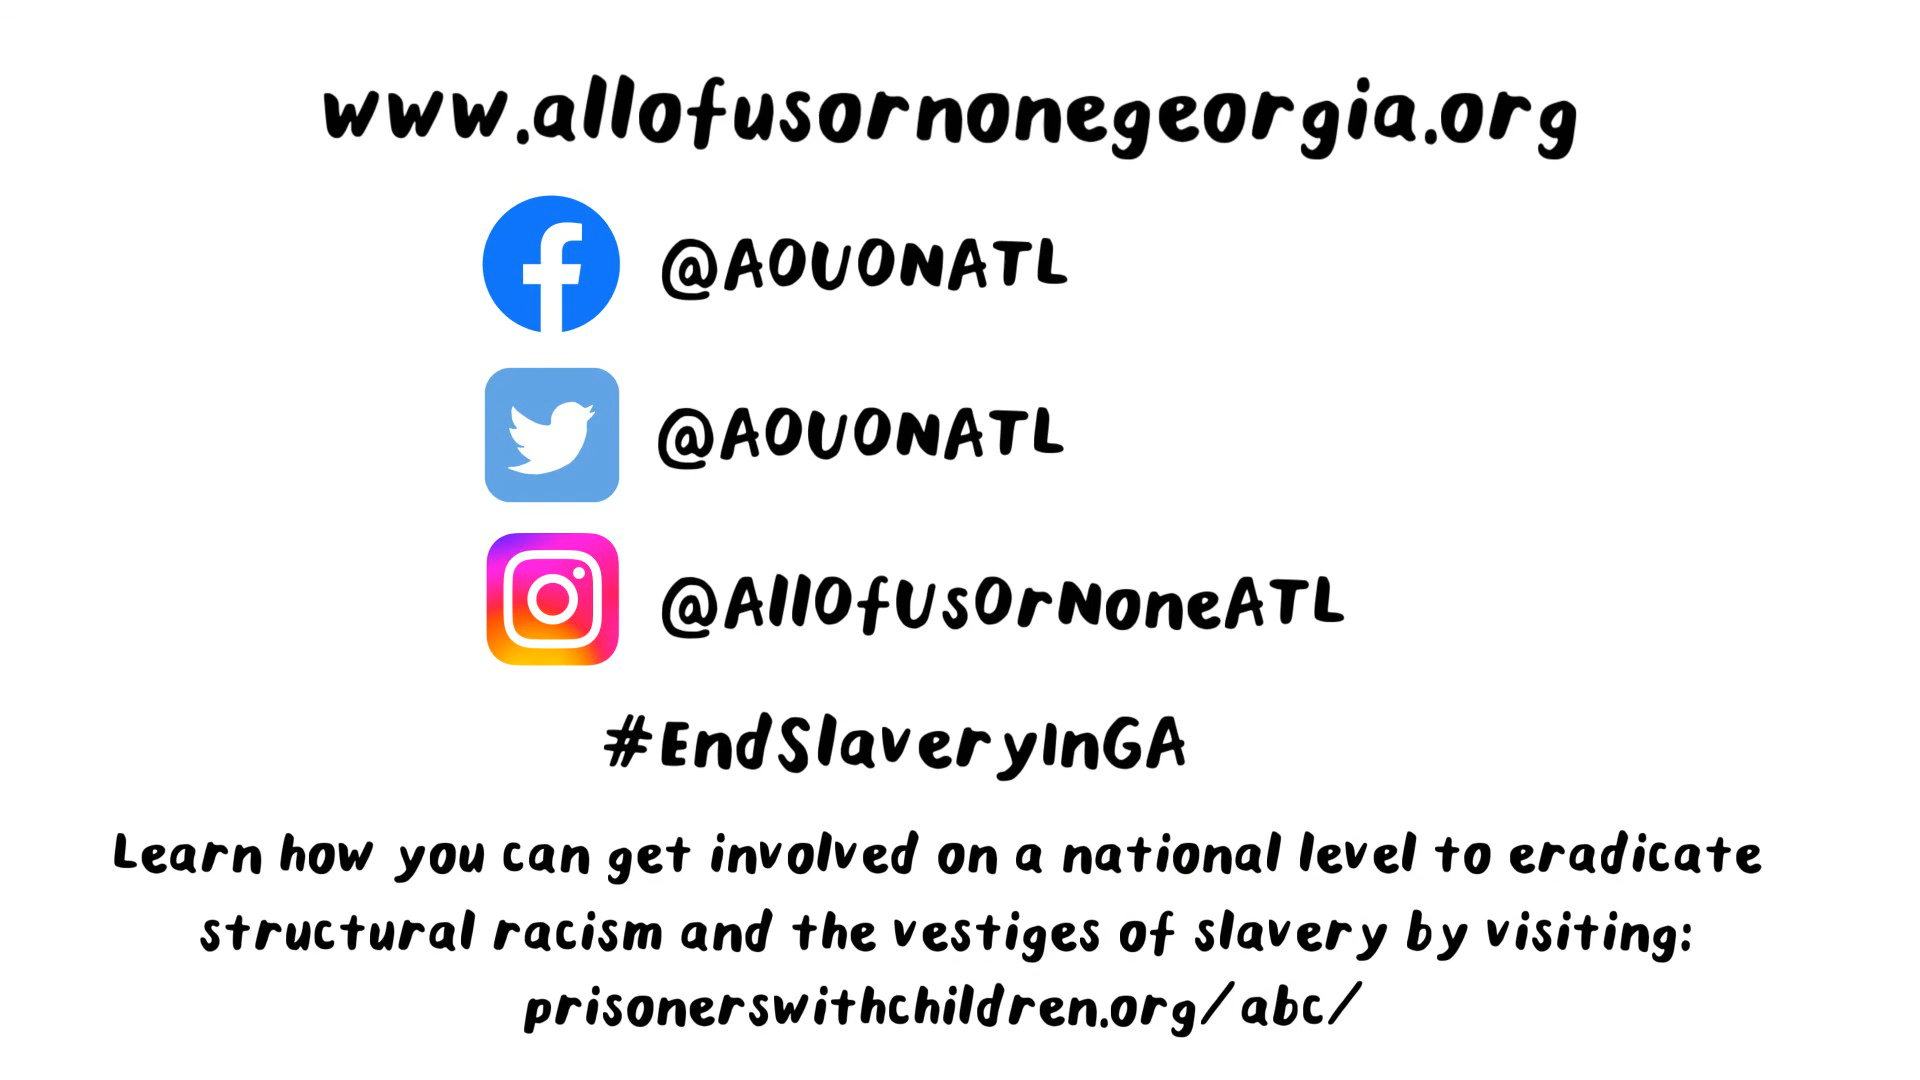 www.allofusornonegeorgia.org
@AOUONATL
@AOUONATL
@AllOfUsOrNoneATL
#EndSlaveryInGA
Learn how you can get involved on a national level to eradicate
structural racism and the vestiges of slavery by visiting:
prisonerswithchildren.org/abc/